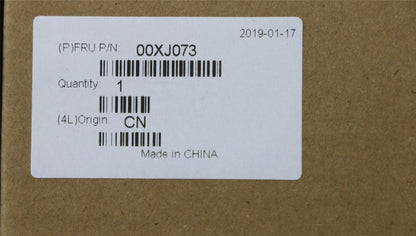 2019-01-17
(P)FRU P/N: 00XJ073
Quantity: 1
(4L)Origin: CN
Made in CHINA